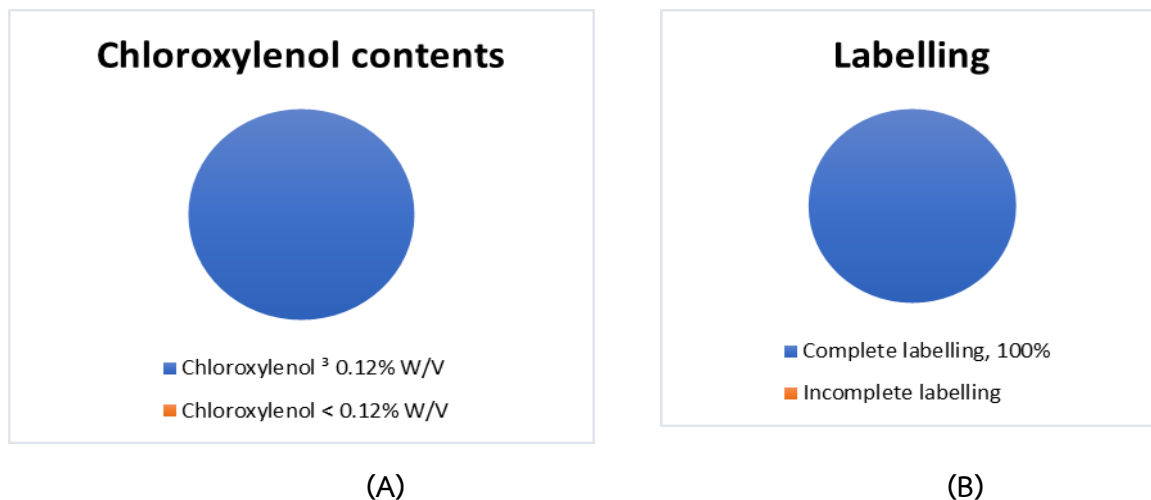 Chloroxylenol contents
Chloroxylenol ³ 0.12% W/V
Chloroxylenol < 0.12% W/V
(A)
Labelling
Complete labelling, 100%
Incomplete labelling
(B)